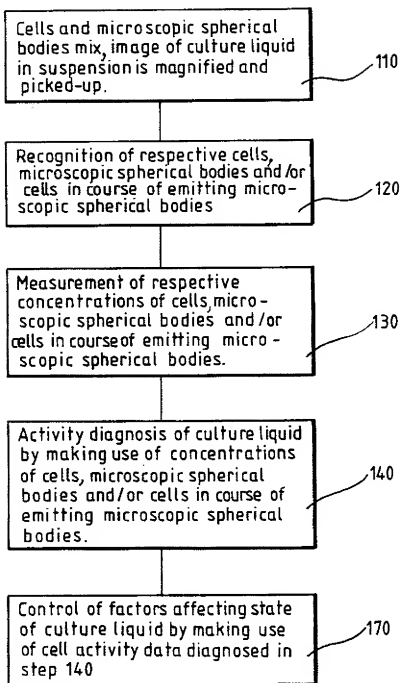 Cells and microscopic spherical
bodies mix, image of culture liquid
in suspension is magnified and
picked-up.
110
Recognition of respective cells,
microscopic spherical bodies and/or
cells in course of emitting micro-
scopic spherical bodies
120
Measurement of respective
concentrations of cells, micro-
scopic spherical bodies and/or
cells in course of emitting micro-
scopic spherical bodies.
130
Activity diagnosis of culture liquid
by making use of concentrations
of cells, microscopic spherical
bodies and/or cells in course of
emitting microscopic spherical
bodies.
140
Control of factors affecting state
of culture liquid by making use
of cell activity data diagnosed in
step 140
170